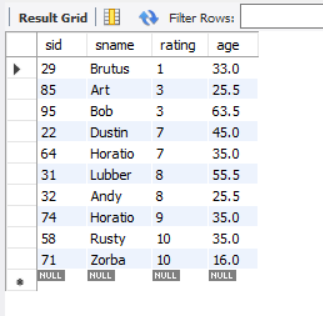 Result Grid Filter Rows:
sid sname rating age
29 Brutus 1 33.0
85 Art 3 25.5
95 Bob 3 63.5
22 Dustin 7 45.0
64 Horatio 7 35.0
31 Lubber 8 55.5
32 Andy 8 25.5
74 Horatio 9 35.0
58 Rusty 10 35.0
71 Zorba 10 16.0
NULL NULL NULL NULL